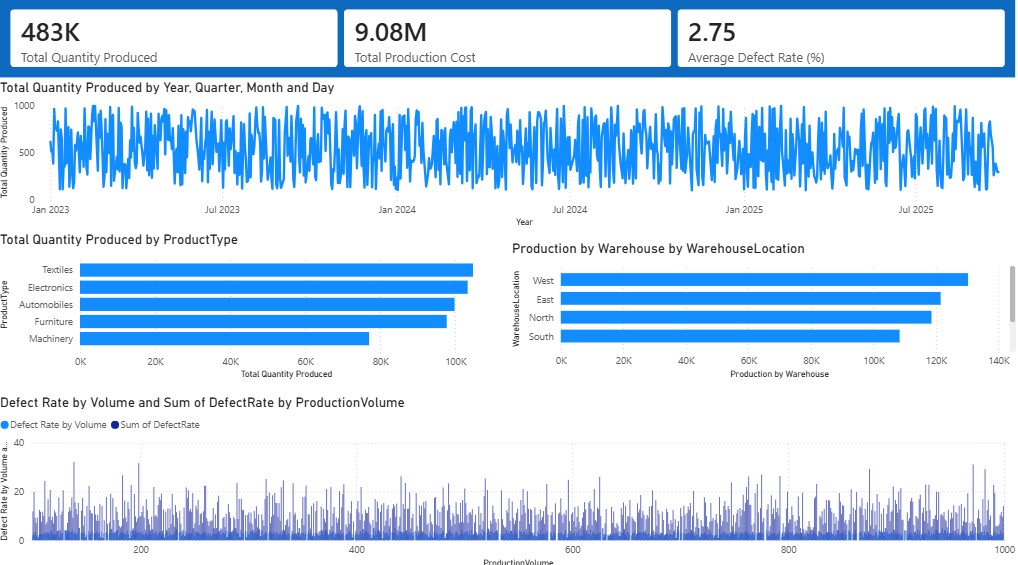 483K
Total Quantity Produced
9.08M
Total Production Cost
2.75
Average Defect Rate (%)
Total Quantity Produced by Year, Quarter, Month and Day
Total Quantity Produced
1000
500
0
Jan 2023 Jul 2023 Jan 2024 Jul 2024 Jan 2025 Jul 2025
Year
Total Quantity Produced by ProductType
ProductType
Textiles
Electronics
Automobiles
Furniture
Machinery
0K 20K 40K 60K 80K 100K
Total Quantity Produced
Production by Warehouse by WarehouseLocation
WarehouseLocation
West
East
North
South
0K 20K 40K 60K 80K 100K 120K 140K
Production by Warehouse
Defect Rate by Volume and Sum of DefectRate by ProductionVolume
Defect Rate by Volume Sum of DefectRate
Defect Rate by Volume a...
40
20
0
200 400 600 800 1000
ProductionVolume